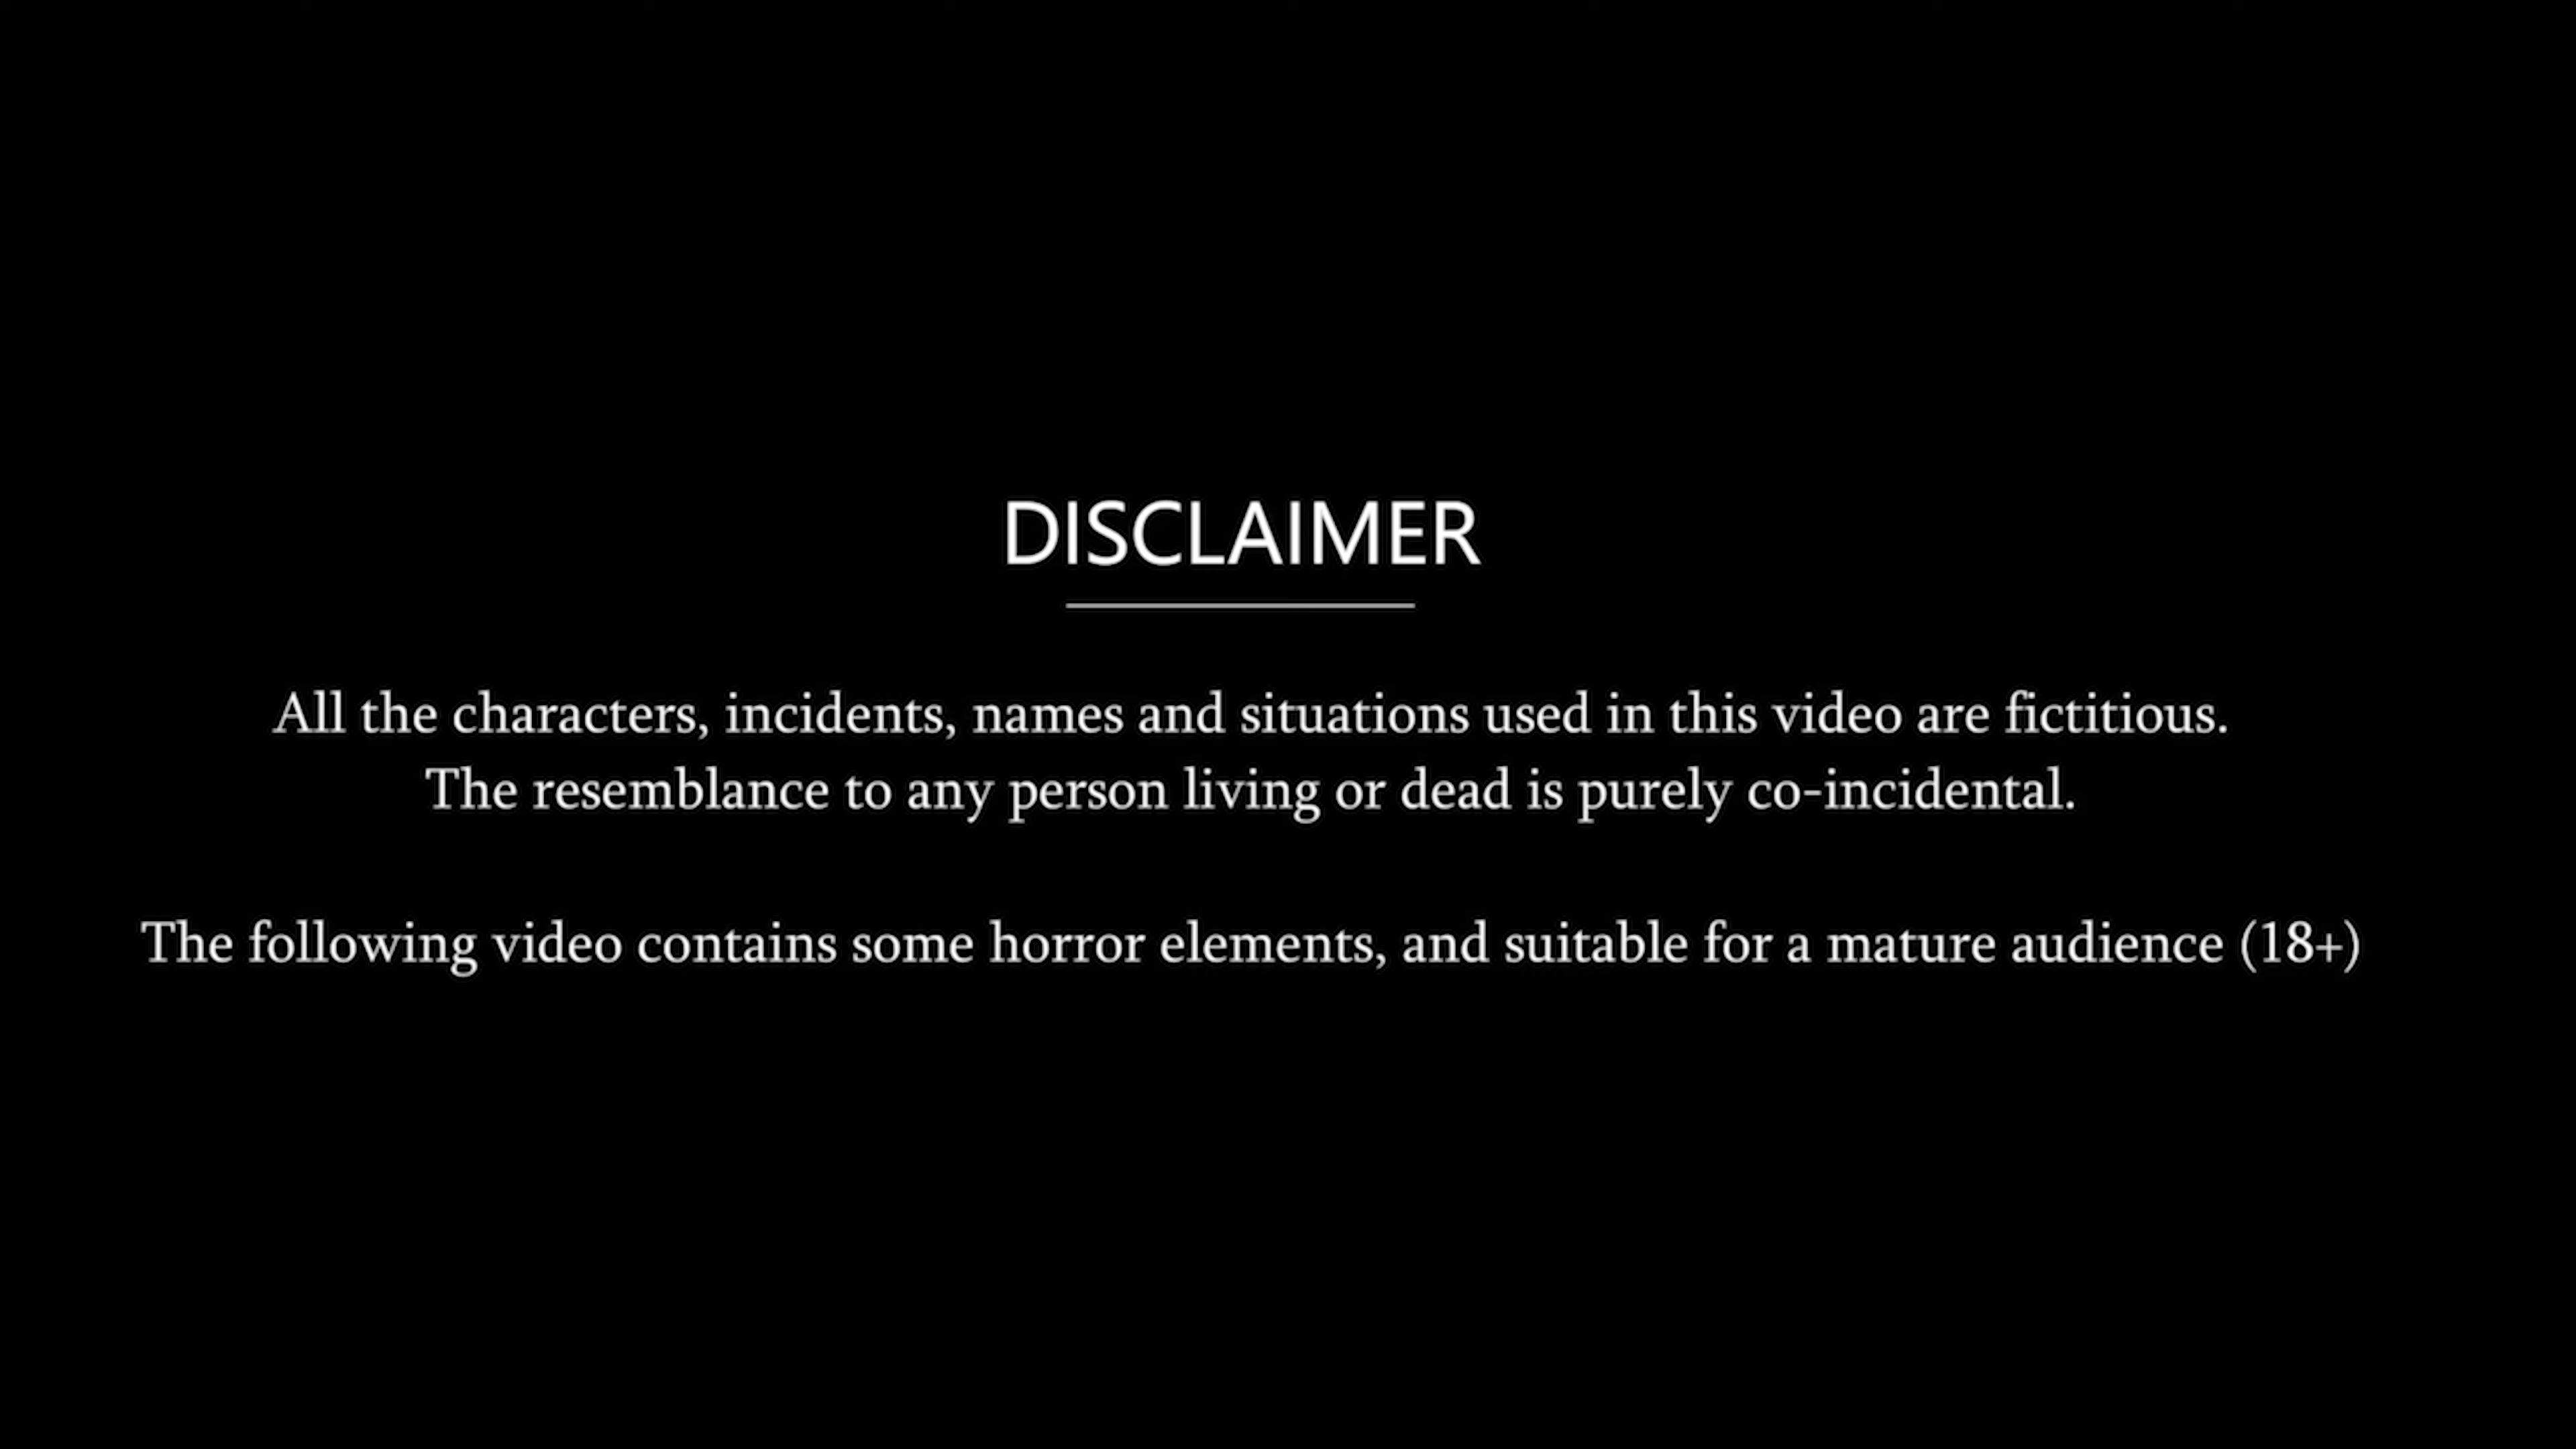 DISCLAIMER
All the characters, incidents, names and situations used in this video are fictitious.
The resemblance to any person living or dead is purely co-incidental.
The following video contains some horror elements, and suitable for a mature audience (18+)